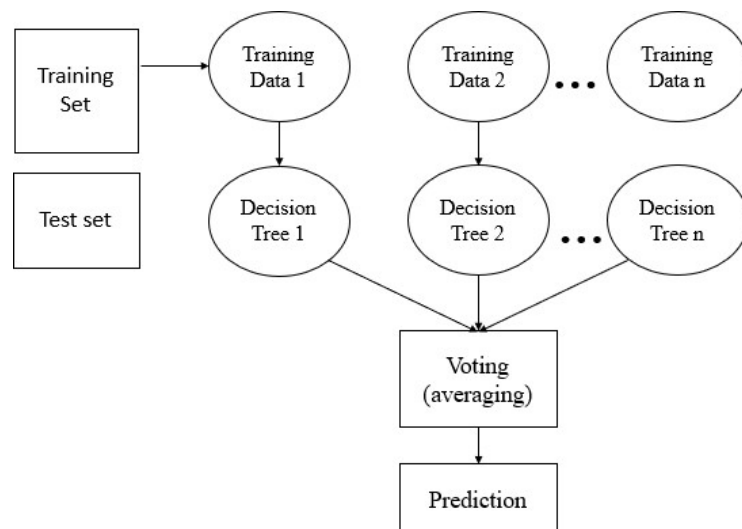 Training
Set
Training
Data 1
Training
Data 2
Training
Data n
Test set
Decision
Tree 1
Decision
Tree 2
Decision
Tree n
Voting
(averaging)
Prediction